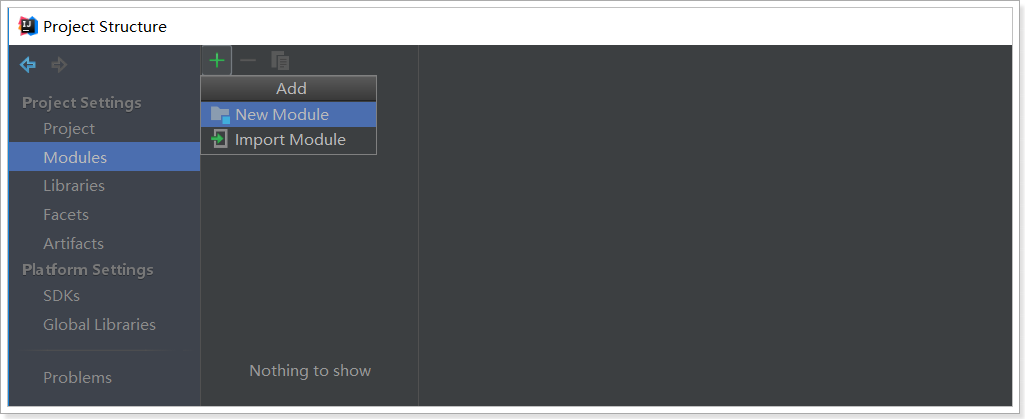 Project Structure
Project Settings
Project
Modules
Libraries
Facets
Artifacts
Platform Settings
SDKs
Global Libraries
Problems
Add
New Module
Import Module
Nothing to show